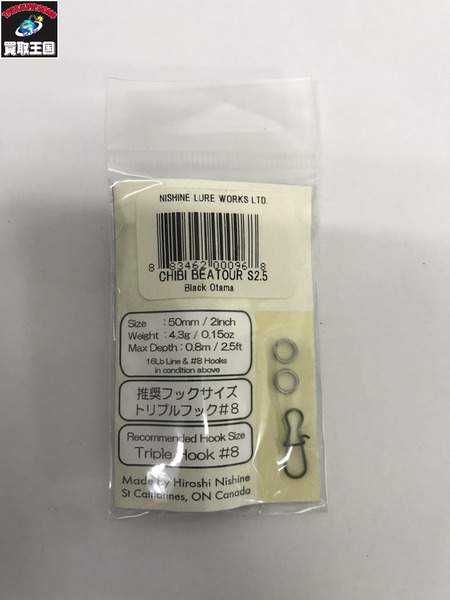 TREASURE KING
買取王国
NISHINE LURE WORKS LTD.
8 83462 00096 8
CHIBI BEATOUR S2.5
Black Otama
Size : 50mm / 2inch
Weight : 4.3g / 0.15oz
Max Depth : 0.8m / 2.5ft
16Lb Line & #8 Hooks
in condition above
推奨フックサイズ
トリプルフック#8
Recommended Hook Size
Triple Hook #8
Made by Hiroshi Nishine
St Catharines, ON Canada